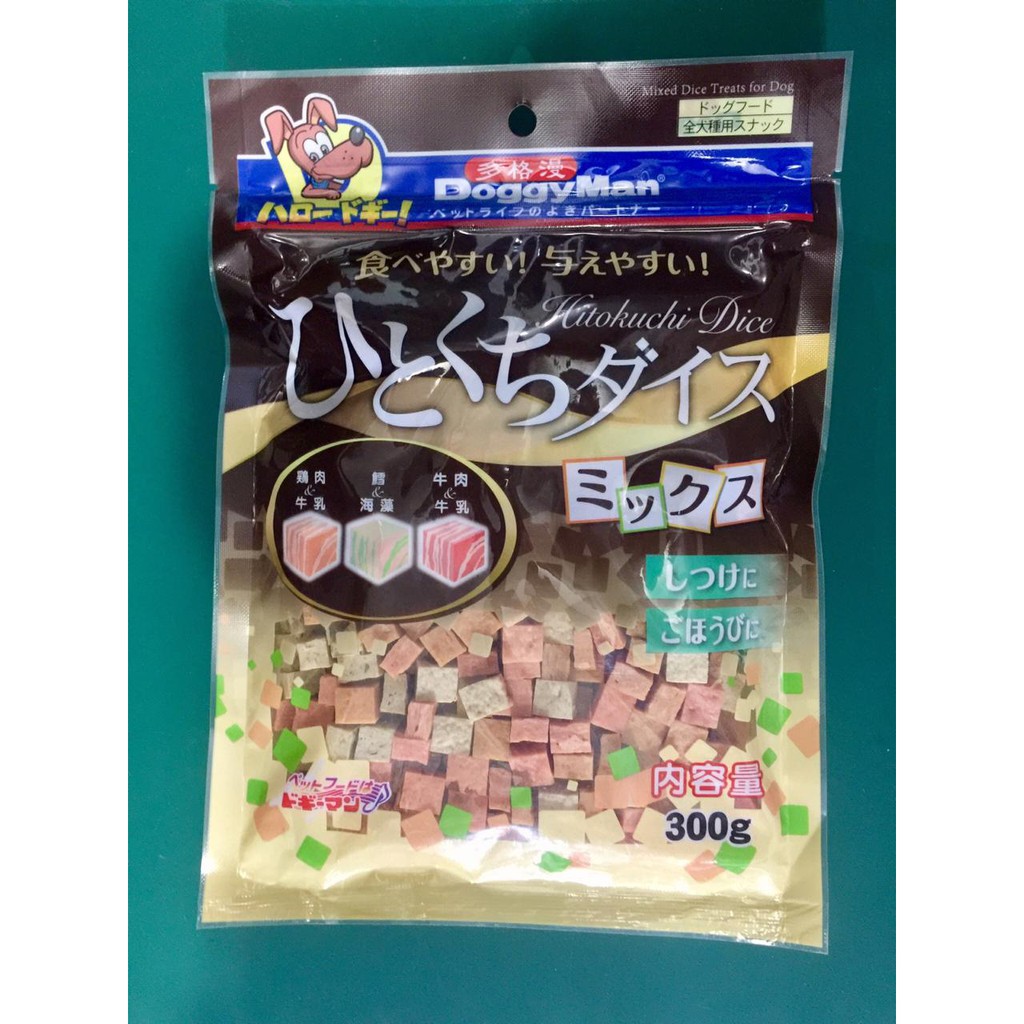 Mixed Dice Treats for Dog
ドッグフード
全犬種用スナック
多格漫
DoggyMan®
ハロードギー!
ペットライフのよきパートナー
食べやすい! 与えやすい!
Hitokuchi Dice
ひとくちダイス
ミックス
鶏肉&牛乳
鱈&海藻
牛肉&牛乳
しつけに
ごほうびに
ペットフードは
ドギーマン
内容量
300g